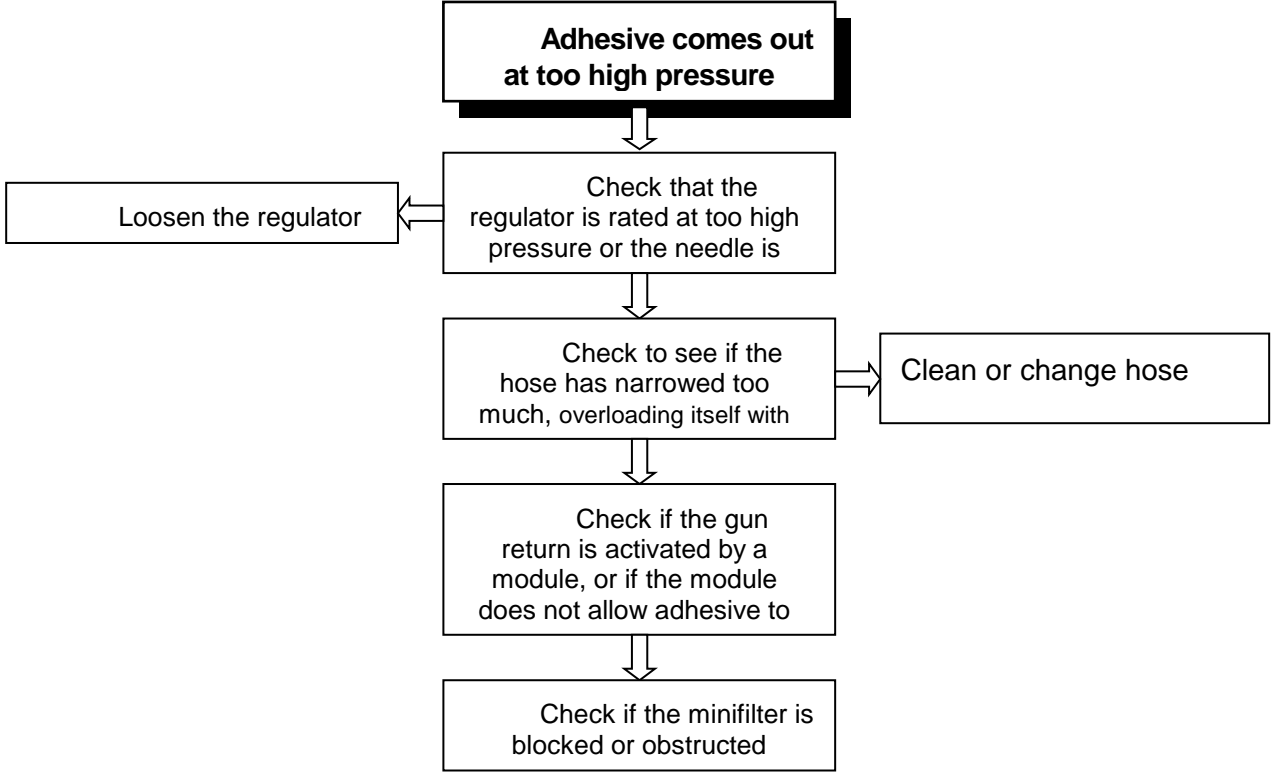 Adhesive comes out
at too high pressure
Check that the
regulator is rated at too high
pressure or the needle is
Loosen the regulator
Check to see if the
hose has narrowed too
much, overloading itself with
Clean or change hose
Check if the gun
return is activated by a
module, or if the module
does not allow adhesive to
Check if the minifilter is
blocked or obstructed